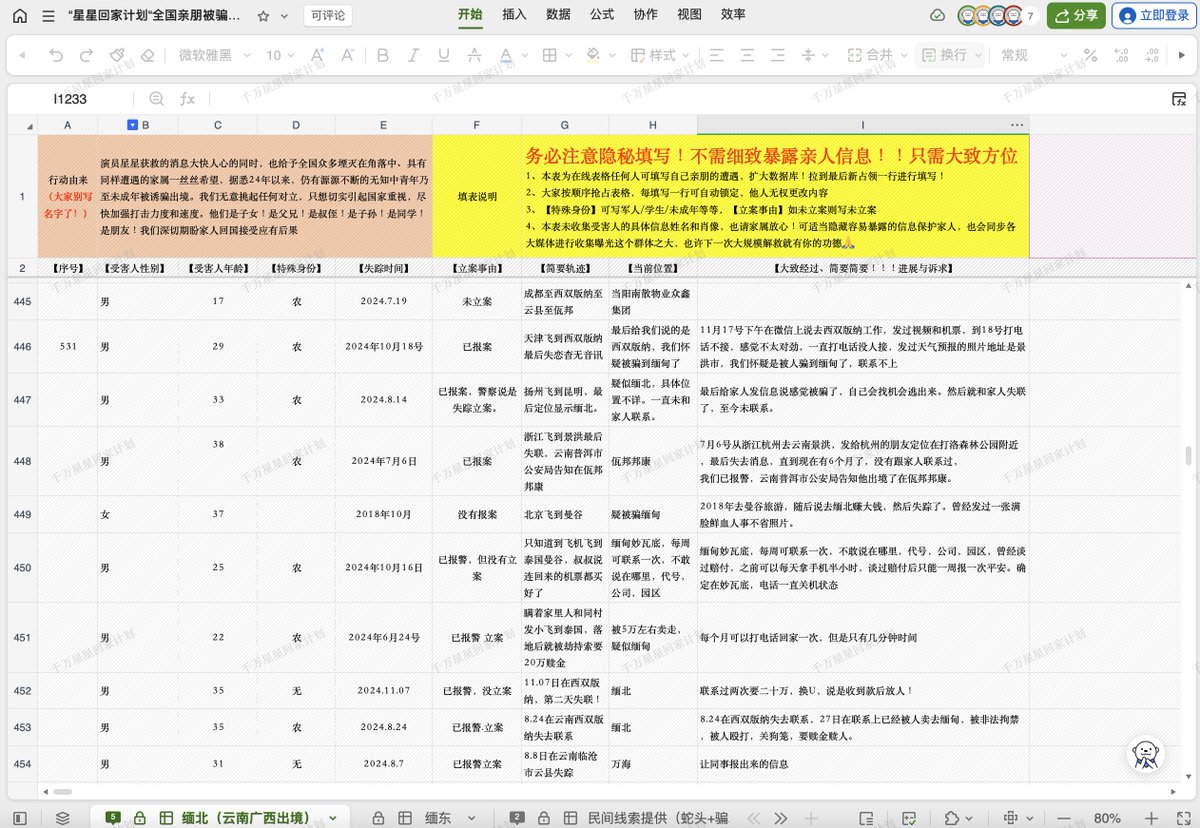 "星星回家计划"全国亲朋被骗...
可评论
开始 插入 数据 公式 协作 视图 效率
7
分享
立即登录
微软雅黑 10 B I U A 样式 合并 换行 常规 %
I1233
fx
A B C D E F G H I
1
行动由来
（大家别写
名字了！）
演员星星获救的消息大快人心的同时，也给予全国众多埋灭在角落中、具有
同样遭遇的家属一丝丝希望，据悉24年以来，仍有源源不断的无知中青年乃
至未成年被诱骗出境。我们无意挑起任何对立，只想切实引起国家重视，尽
快加强打击力度和速度。他们是子女！是父兄！是叔侄！是子孙！是同学！
是朋友！我们深切期盼家人回国接受应有后果
填表说明
务必注意隐秘填写！不需细致暴露亲人信息！！只需大致方位
1、本表为在线表格任何人可填写自己亲朋的遭遇，扩大数据库！拉到最后新占领一行进行填写！
2、大家按顺序抢占表格，每填写一行可自动锁定，他人无权更改内容
3、【特殊身份】可写军人/学生/未成年等等，【立案事由】如未立案则写未立案
4、本表未收集受害人的具体信息姓名和肖像，也请家属放心！可适当隐藏容易暴露的信息保护家人，也会同步各
大媒体进行收集曝光这个群体之大，也许下一次大规模解救就有你的功德🙏
2 【序号】 【受害人性别】 【受害人年龄】 【特殊身份】 【失踪时间】 【立案事由】 【简要轨迹】 【当前位置】 【大致经过、简要简要！！！进展与诉求】
445 男 17 农 2024.7.19 未立案
成都至西双版纳至
云县至佤邦
当阳南散物业众鑫
集团
446 531 男 29 农 2024年10月18号 已报案
天津飞到西双版纳
最后失恋杳无音讯
最后给我们说的是
西双版纳，我们怀
疑被骗到缅甸了
11月17号下午在微信上说去西双版纳工作，发过视频和机票，到18号打电
话不接，感觉不太对劲，一直打电话没人接，发过天气预报的照片地址是景
洪市，我们怀疑是被人骗到缅甸了，联系不上
447 男 33 农 2024.8.14
已报案，警察说是
失踪立案。
扬州飞到昆明，最
后定位显示缅北。
疑似缅北，具体位
置不详。一直未和
家人联系。
最后给家人发信息说感觉被骗了，自己会找机会逃出来。然后就和家人失联
了，至今未联系。
448 男 38 农 2024年7月6日 已报案
浙江飞到景洪最后
失联，云南普洱市
公安局告知在佤邦
邦康
佤邦邦康
7月6号从浙江杭州去云南景洪，发给杭州的朋友定位在打洛森林公园附近
，最后失去消息，直到现在有6个月了，没有跟家人联系过，
我们已报警，云南普洱市公安局告知他出境了在佤邦邦康。
449 女 37 2018年10月 没有报案 北京飞到曼谷 疑被骗缅甸
2018年去曼谷旅游，随后说去缅北赚大钱，然后失踪了。曾经发过一张满
脸鲜血人事不省照片。
450 男 25 农 2024年10月16日
已报警，但没有立
案
只知道到飞机飞到
泰国曼谷，叔叔说
连回来的机票都买
好了
缅甸妙瓦底，每周
可联系一次，不敢
说在哪里，代号，
公司，园区
缅甸妙瓦底，每周可联系一次，不敢说在哪里，代号，公司，园区，曾经谈
过赔付，之前可以每天拿手机半小时，谈过赔付后只能一周报一次平安。确
定在妙瓦底，电话一直关机状态
451 男 22 农 2024年6月24号 已报警 立案
瞒着家里人和同村
发小飞到泰国，落
地后就被劫持索要
20万赎金
被5万左右卖走，
疑似缅甸
每个月可以打电话回家一次，但是只有几分钟时间
452 男 35 无 2024.11.07 已报警，没立案
11.07日在西双版
纳，第二天失联！
缅北
联系过两次要二十万，换U，说是收到款后放人！
453 男 35 农 2024.8.24 已报警.立案
8.24在云南西双版
纳失去联系
缅北
8.24在西双版纳失去联系，27日在联系上已经被人卖去缅甸，被非法拘禁
，被人殴打，关狗笼，要赎金赎人。
454 男 31 无 2024.8.7 已报警立案
8.8日在云南临沧
市云县失踪
万海
让同事报出来的信息
千万星星回家计划
5 缅北（云南广西出境） 缅东 2 民间线索提供（蛇头+骗
80%